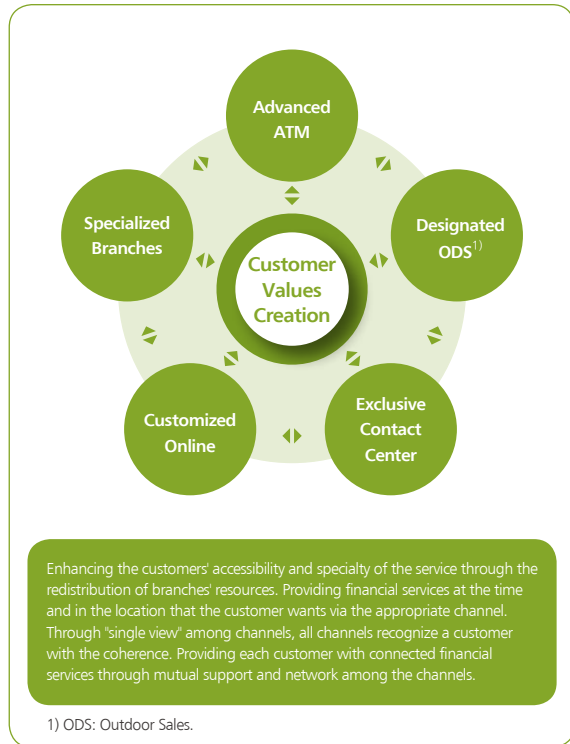 Advanced
ATM
Specialized
Branches
Designated
ODS1)
Customer
Values
Creation
Customized
Online
Exclusive
Contact
Center
Enhancing the customers' accessibility and specialty of the service through the
redistribution of branches' resources. Providing financial services at the time
and in the location that the customer wants via the appropriate channel.
Through "single view" among channels, all channels recognize a customer
with the coherence. Providing each customer with connected financial
services through mutual support and network among the channels.
1) ODS: Outdoor Sales.